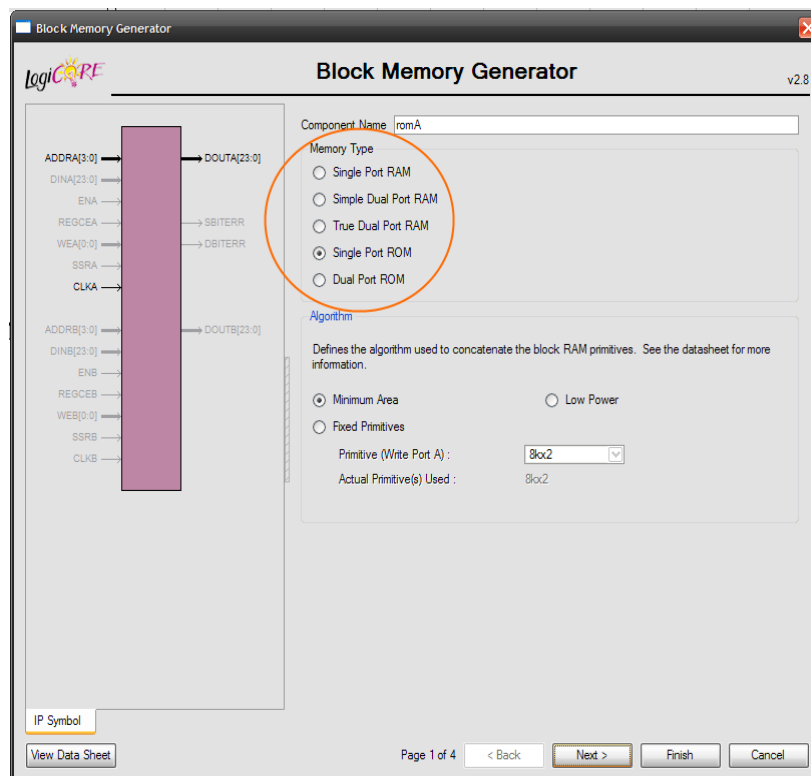 Block Memory Generator
LogiCORE
Block Memory Generator
v2.8
ADDRA[3:0]
DOUTA[23:0]
DINA[23:0]
ENA
REGCEA
SBITERR
WEA[0:0]
DBITERR
SSRA
CLKA
ADDRB[3:0]
DOUTB[23:0]
DINB[23:0]
ENB
REGCEB
WEB[0:0]
SSRB
CLKB
IP Symbol
Component Name romA
Memory Type
Single Port RAM
Simple Dual Port RAM
True Dual Port RAM
Single Port ROM
Dual Port ROM
Algorithm
Defines the algorithm used to concatenate the block RAM primitives. See the datasheet for more
information.
Minimum Area Low Power
Fixed Primitives
Primitive (Write Port A) : 8kx2
Actual Primitive(s) Used : 8kx2
View Data Sheet Page 1 of 4 < Back Next > Finish Cancel